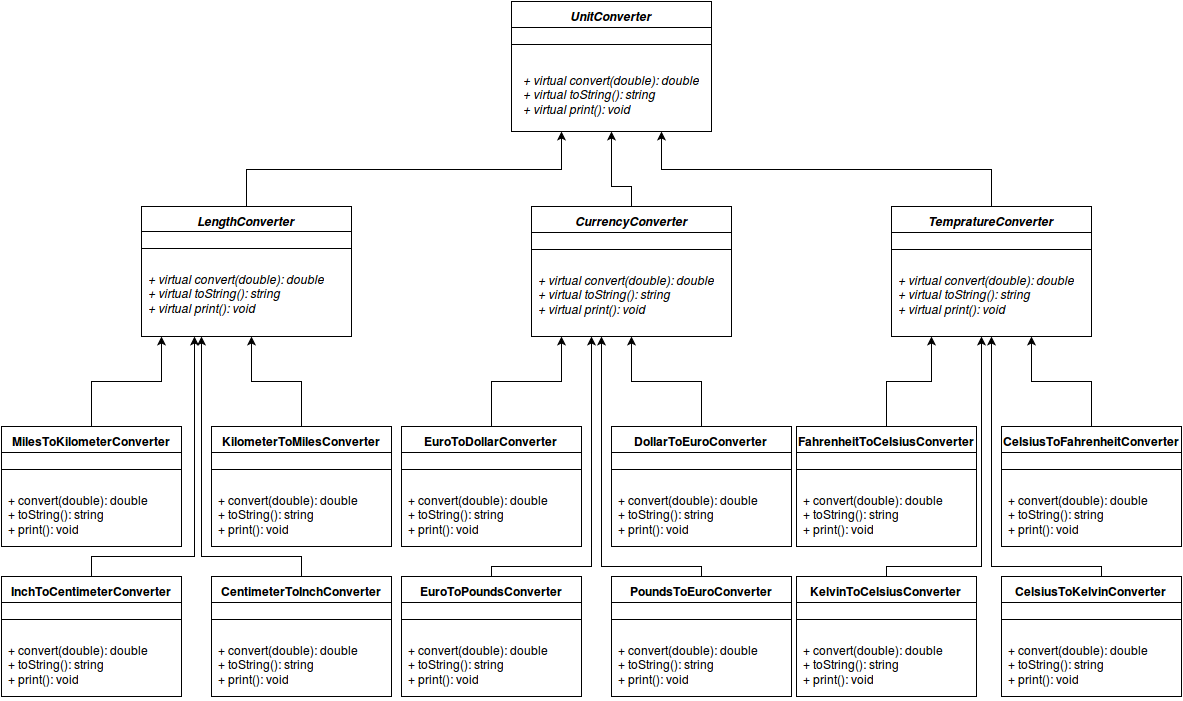 UnitConverter
+ virtual convert(double): double
+ virtual toString(): string
+ virtual print(): void
LengthConverter
+ virtual convert(double): double
+ virtual toString(): string
+ virtual print(): void
CurrencyConverter
+ virtual convert(double): double
+ virtual toString(): string
+ virtual print(): void
TempratureConverter
+ virtual convert(double): double
+ virtual toString(): string
+ virtual print(): void
MilesToKilometerConverter
+ convert(double): double
+ toString(): string
+ print(): void
KilometerToMilesConverter
+ convert(double): double
+ toString(): string
+ print(): void
EuroToDollarConverter
+ convert(double): double
+ toString(): string
+ print(): void
DollarToEuroConverter
+ convert(double): double
+ toString(): string
+ print(): void
FahrenheitToCelsiusConverter
+ convert(double): double
+ toString(): string
+ print(): void
CelsiusToFahrenheitConverter
+ convert(double): double
+ toString(): string
+ print(): void
InchToCentimeterConverter
+ convert(double): double
+ toString(): string
+ print(): void
CentimeterToInchConverter
+ convert(double): double
+ toString(): string
+ print(): void
EuroToPoundsConverter
+ convert(double): double
+ toString(): string
+ print(): void
PoundsToEuroConverter
+ convert(double): double
+ toString(): string
+ print(): void
KelvinToCelsiusConverter
+ convert(double): double
+ toString(): string
+ print(): void
CelsiusToKelvinConverter
+ convert(double): double
+ toString(): string
+ print(): void